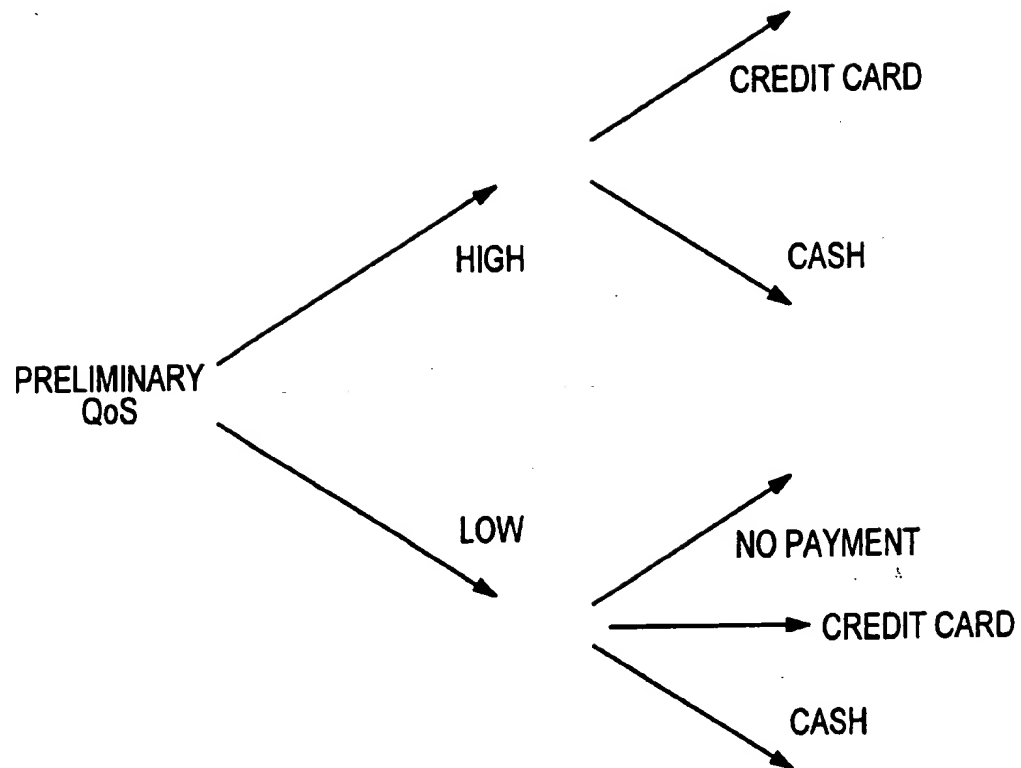 CREDIT CARD
CASH
HIGH
PRELIMINARY
QoS
LOW
NO PAYMENT
CREDIT CARD
CASH